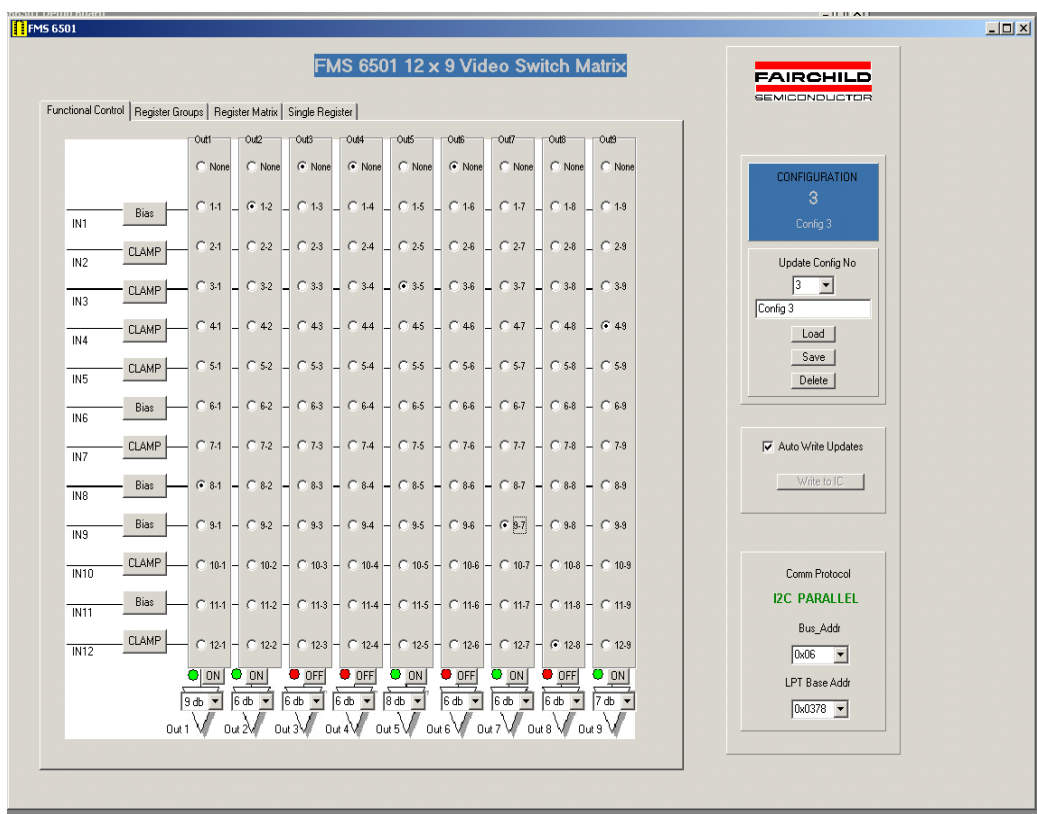 FMS 6501
FMS 6501 12 x 9 Video Switch Matrix
FAIRCHILD
SEMICONDUCTOR
Functional Control Register Groups Register Matrix Single Register
Out1 Out2 Out3 Out4 Out5 Out6 Out7 Out8 Out9
None None None None None None None None None
IN1 Bias 1-1 1-2 1-3 1-4 1-5 1-6 1-7 1-8 1-9
IN2 CLAMP 2-1 2-2 2-3 2-4 2-5 2-6 2-7 2-8 2-9
IN3 CLAMP 3-1 3-2 3-3 3-4 3-5 3-6 3-7 3-8 3-9
IN4 CLAMP 4-1 4-2 4-3 4-4 4-5 4-6 4-7 4-8 4-9
IN5 CLAMP 5-1 5-2 5-3 5-4 5-5 5-6 5-7 5-8 5-9
IN6 Bias 6-1 6-2 6-3 6-4 6-5 6-6 6-7 6-8 6-9
IN7 CLAMP 7-1 7-2 7-3 7-4 7-5 7-6 7-7 7-8 7-9
IN8 Bias 8-1 8-2 8-3 8-4 8-5 8-6 8-7 8-8 8-9
IN9 Bias 9-1 9-2 9-3 9-4 9-5 9-6 9-7 9-8 9-9
IN10 CLAMP 10-1 10-2 10-3 10-4 10-5 10-6 10-7 10-8 10-9
IN11 Bias 11-1 11-2 11-3 11-4 11-5 11-6 11-7 11-8 11-9
IN12 CLAMP 12-1 12-2 12-3 12-4 12-5 12-6 12-7 12-8 12-9
ON ON OFF OFF ON OFF ON OFF ON
9 db 6 db 6 db 6 db 8 db 6 db 6 db 6 db 7 db
Out 1 Out 2 Out 3 Out 4 Out 5 Out 6 Out 7 Out 8 Out 9
CONFIGURATION
3
Config 3
Update Config No
3
Config 3
Load
Save
Delete
Auto Write Updates
Write to IC
Comm Protocol
I2C PARALLEL
Bus_Addr
0x06
LPT Base Addr
0x0378